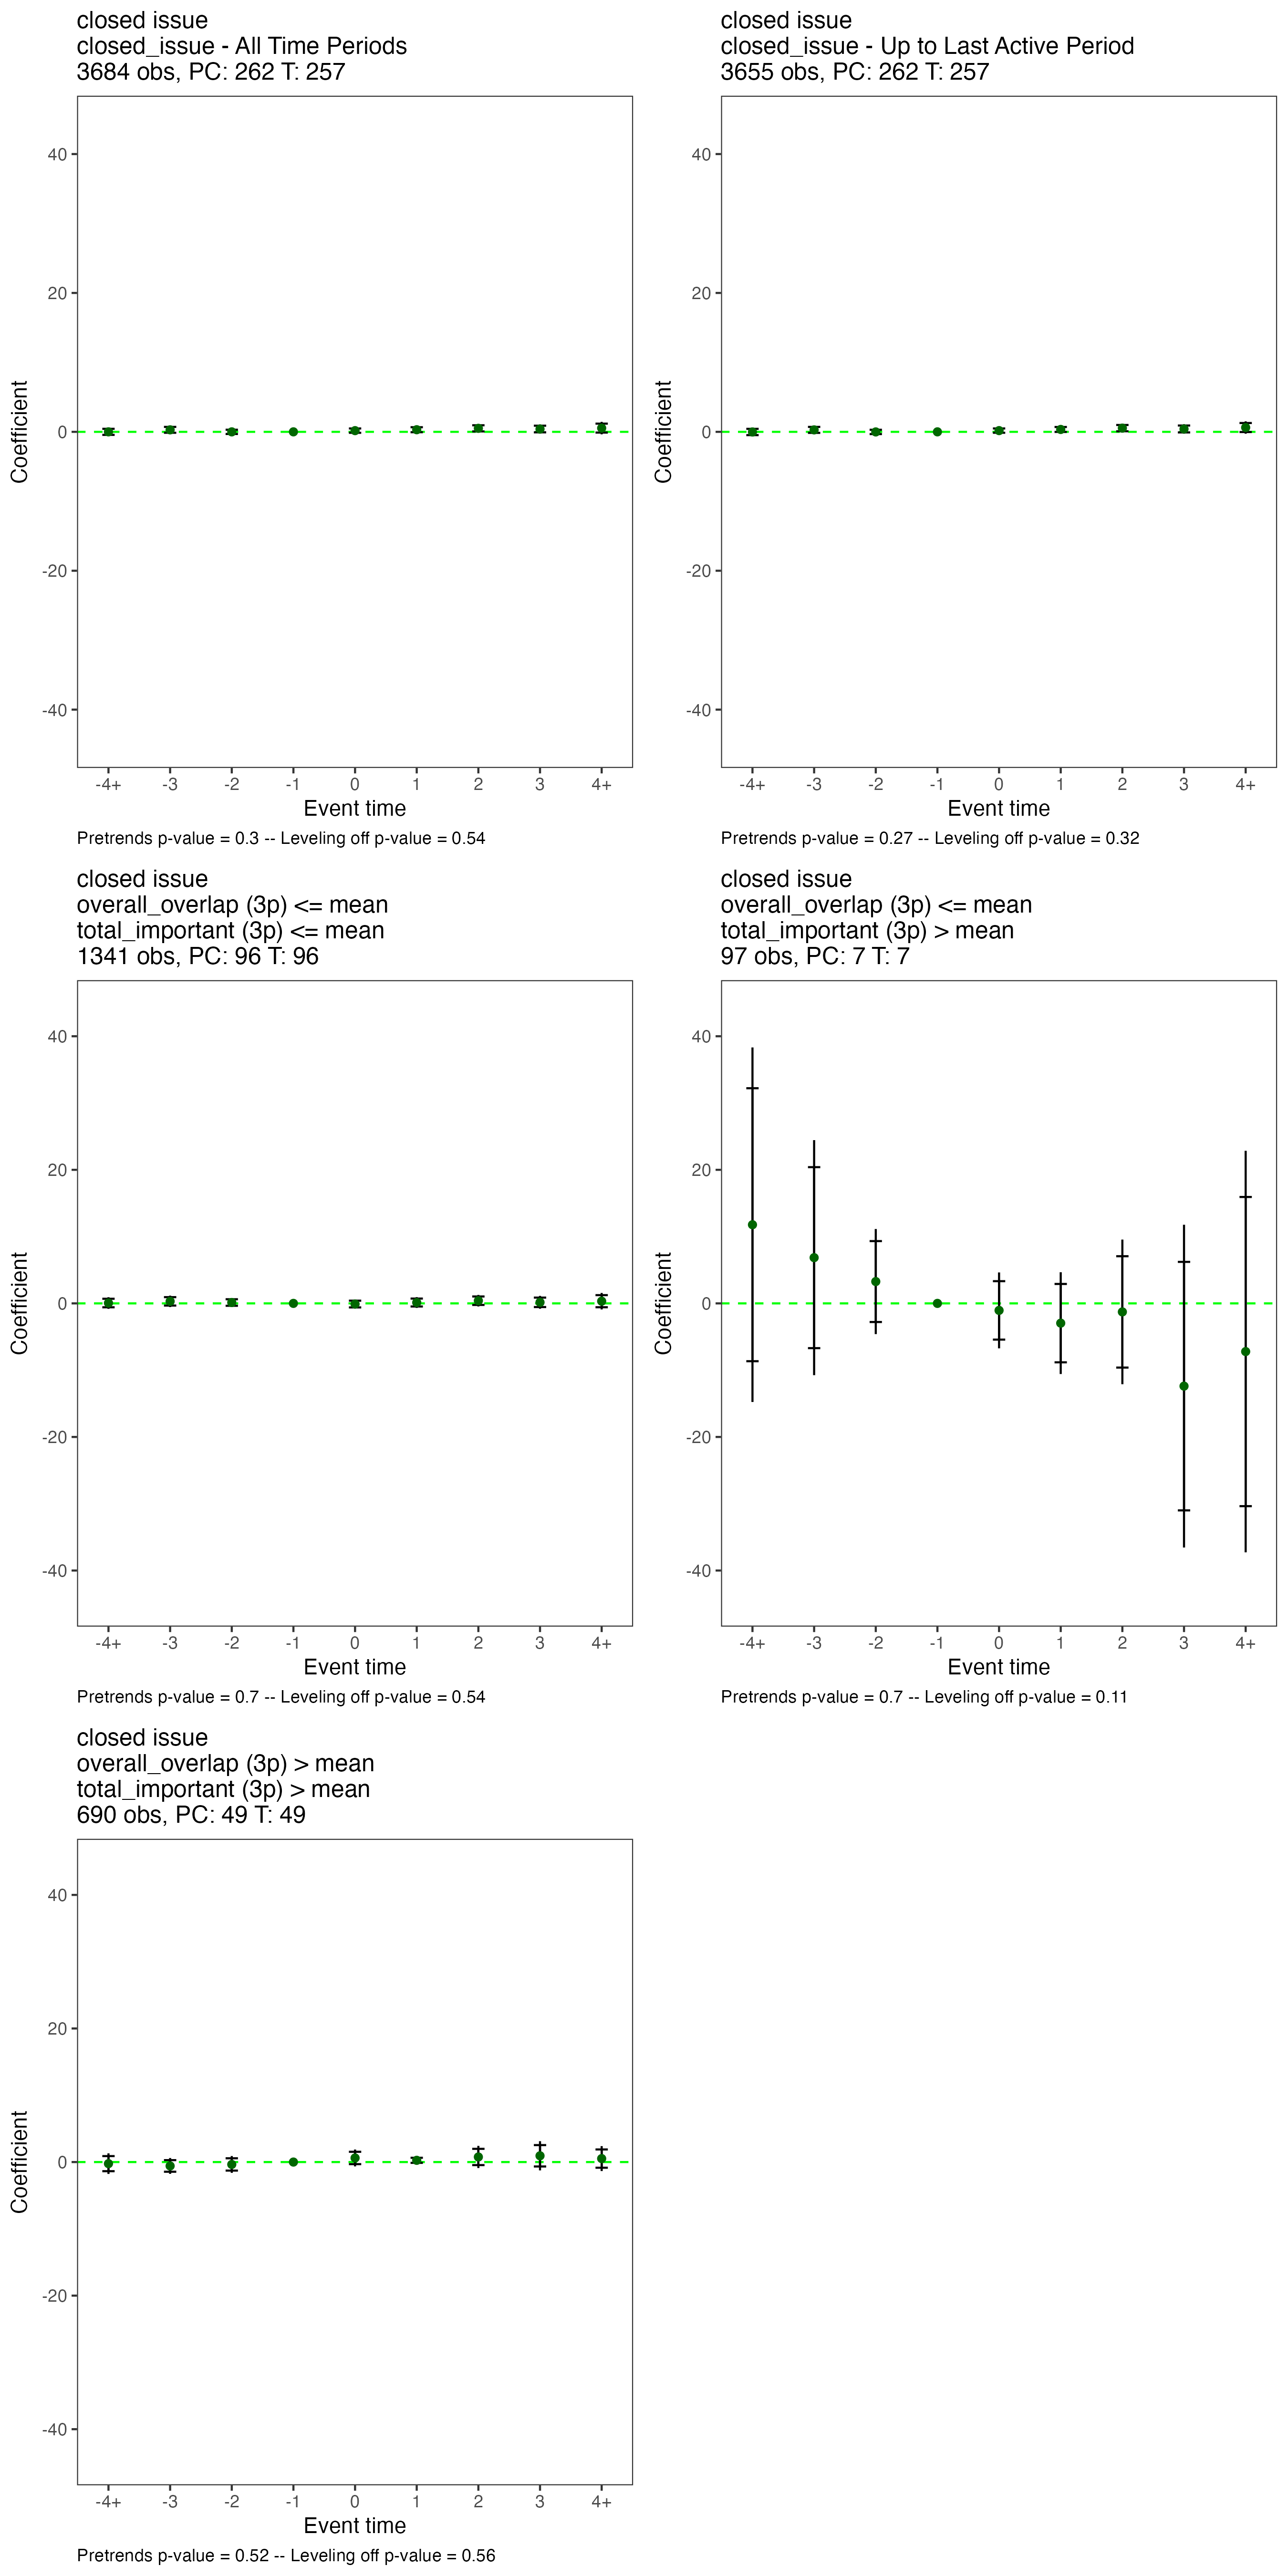 closed issue
closed_issue - All Time Periods
3684 obs, PC: 262 T: 257
40
20
0
-20
-40
Coefficient
-4+ -3 -2 -1 0 1 2 3 4+
Event time
Pretrends p-value = 0.3 -- Leveling off p-value = 0.54
closed issue
closed_issue - Up to Last Active Period
3655 obs, PC: 262 T: 257
40
20
0
-20
-40
Coefficient
-4+ -3 -2 -1 0 1 2 3 4+
Event time
Pretrends p-value = 0.27 -- Leveling off p-value = 0.32
closed issue
overall_overlap (3p) <= mean
total_important (3p) <= mean
1341 obs, PC: 96 T: 96
40
20
0
-20
-40
Coefficient
-4+ -3 -2 -1 0 1 2 3 4+
Event time
Pretrends p-value = 0.7 -- Leveling off p-value = 0.54
closed issue
overall_overlap (3p) <= mean
total_important (3p) > mean
97 obs, PC: 7 T: 7
40
20
0
-20
-40
Coefficient
-4+ -3 -2 -1 0 1 2 3 4+
Event time
Pretrends p-value = 0.7 -- Leveling off p-value = 0.11
closed issue
overall_overlap (3p) > mean
total_important (3p) > mean
690 obs, PC: 49 T: 49
40
20
0
-20
-40
Coefficient
-4+ -3 -2 -1 0 1 2 3 4+
Event time
Pretrends p-value = 0.52 -- Leveling off p-value = 0.56